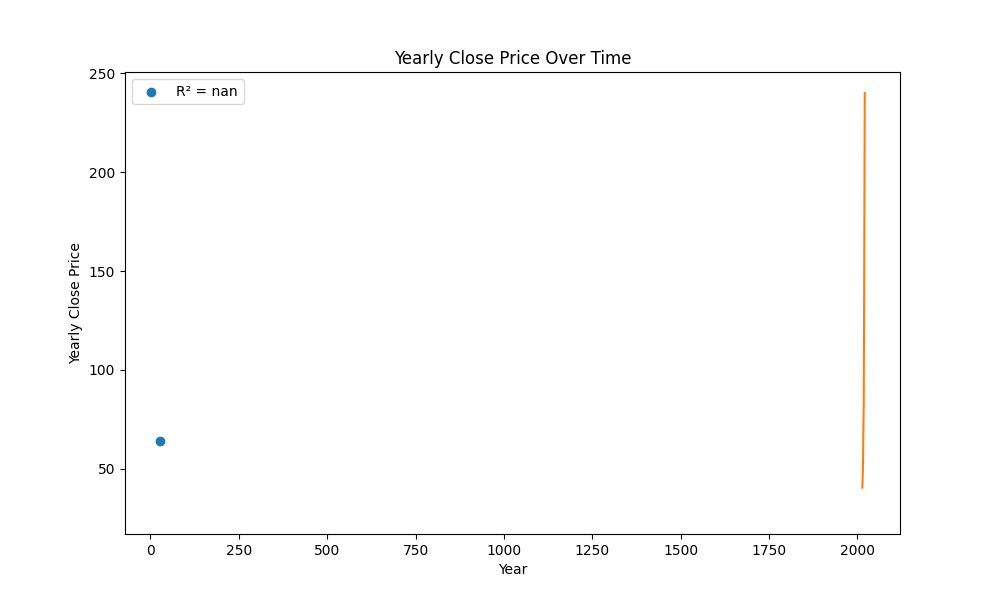 Yearly Close Price Over Time
R² = nan
250
200
150
100
50
Yearly Close Price
0 250 500 750 1000 1250 1500 1750 2000
Year